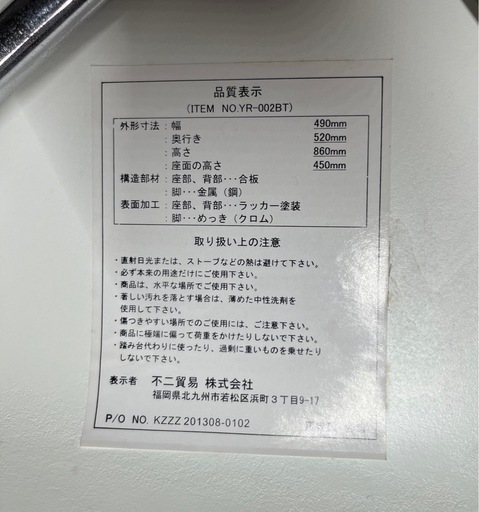 品質表示
(ITEM NO.YR-002BT)
外形寸法：幅 490mm
：奥行き 520mm
：高さ 860mm
：座面の高さ 450mm
構造部材：座部、背部･･･合板
：脚･･･金属（鋼）
表面加工：座部、背部･･･ラッカー塗装
：脚･･･めっき（クロム）
取り扱い上の注意
・直射日光または、ストーブなどの熱は避けて下さい。
・必ず本来の用途だけにご使用下さい。
・商品は、水平な場所でご使用下さい。
・著しい汚れを落とす場合は、薄めた中性洗剤を
使用して下さい。
・傷つきやすい場所でのご使用には、ご注意下さい。
・商品に極端に偏って荷重をかけたりしないで下さい。
・踏み台代わりに使ったり、過剰に重いものを乗せたり
しないで下さい。
表示者 不二貿易 株式会社
福岡県北九州市若松区浜町３丁目9-17
P/O NO. KZZZ 201308-0102